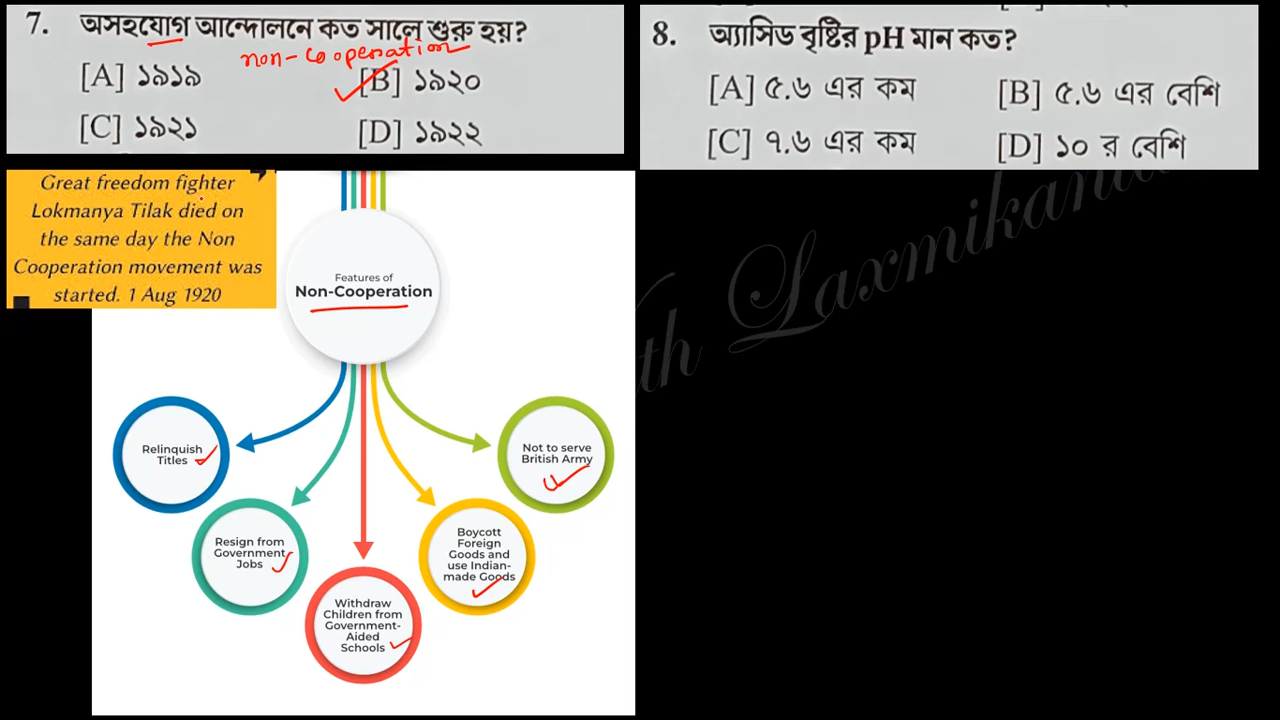 7. অসহযোগ আন্দোলনে কত সালে শুরু হয়?
non-cooperation
[A] ১৯১৯ [B] ১৯২০
[C] ১৯২১ [D] ১৯২২
8. অ্যাসিড বৃষ্টির pH মান কত?
[A] ৫.৬ এর কম [B] ৫.৬ এর বেশি
[C] ৭.৬ এর কম [D] ১০ র বেশি
Great freedom fighter
Lokmanya Tilak died on
the same day the Non
Cooperation movement was
started. 1 Aug 1920
Features of
Non-Cooperation
Relinquish
Titles
Resign from
Government
Jobs
Withdraw
Children from
Government-
Aided
Schools
Boycott
Foreign
Goods and
use Indian-
made Goods
Not to serve
British Army
th Laxmikanta